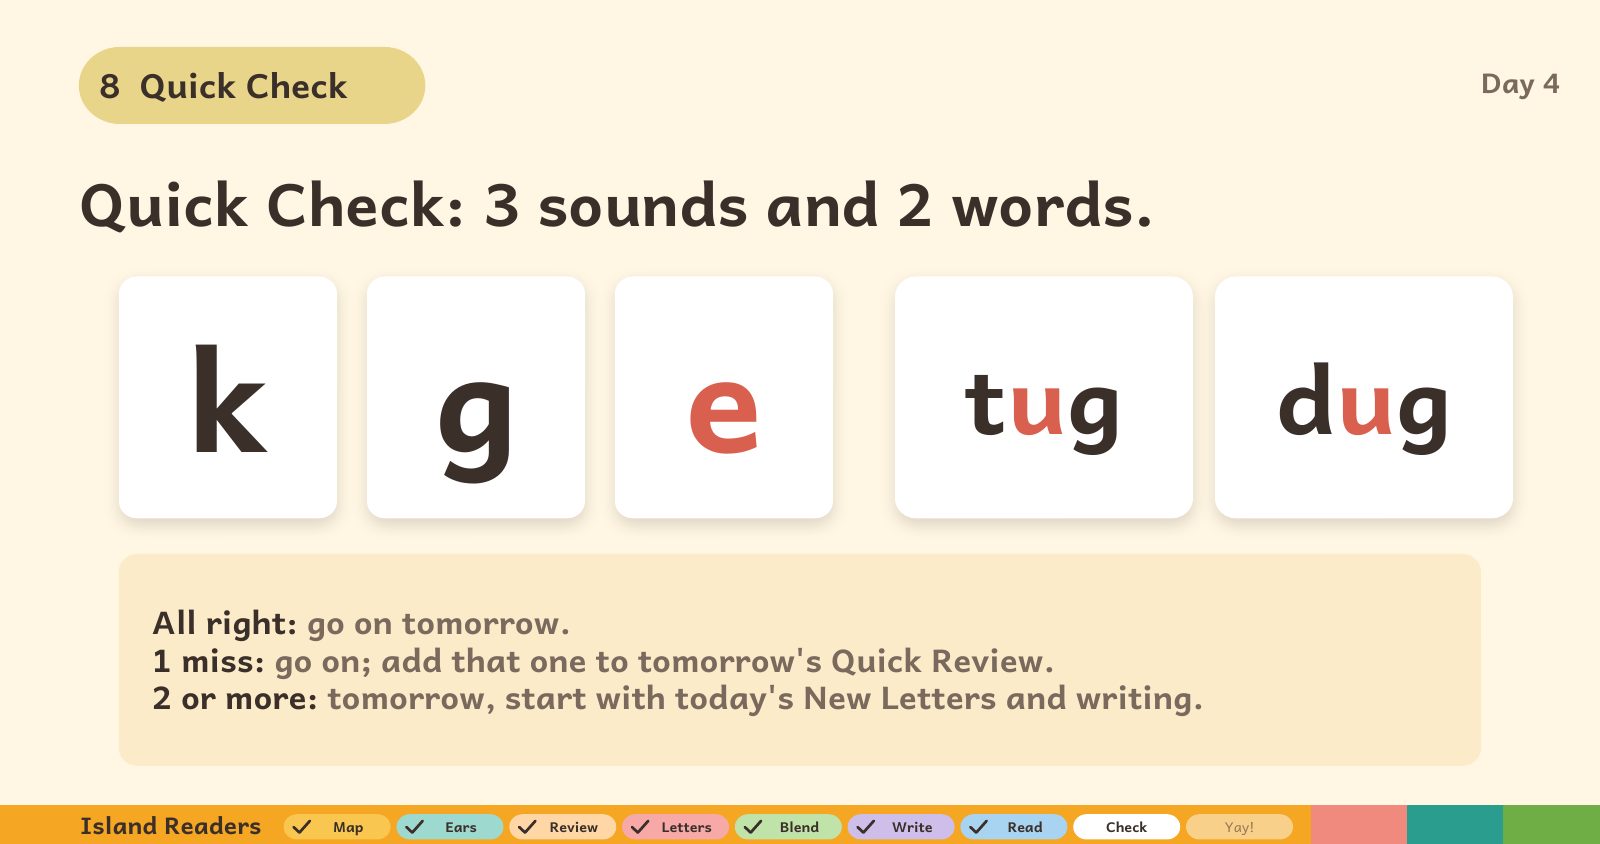 8 Quick Check
Day 4
Quick Check: 3 sounds and 2 words.
k g e tug dug
All right: go on tomorrow.
1 miss: go on; add that one to tomorrow's Quick Review.
2 or more: tomorrow, start with today's New Letters and writing.
Island Readers Map Ears Review Letters Blend Write Read Check Yay!